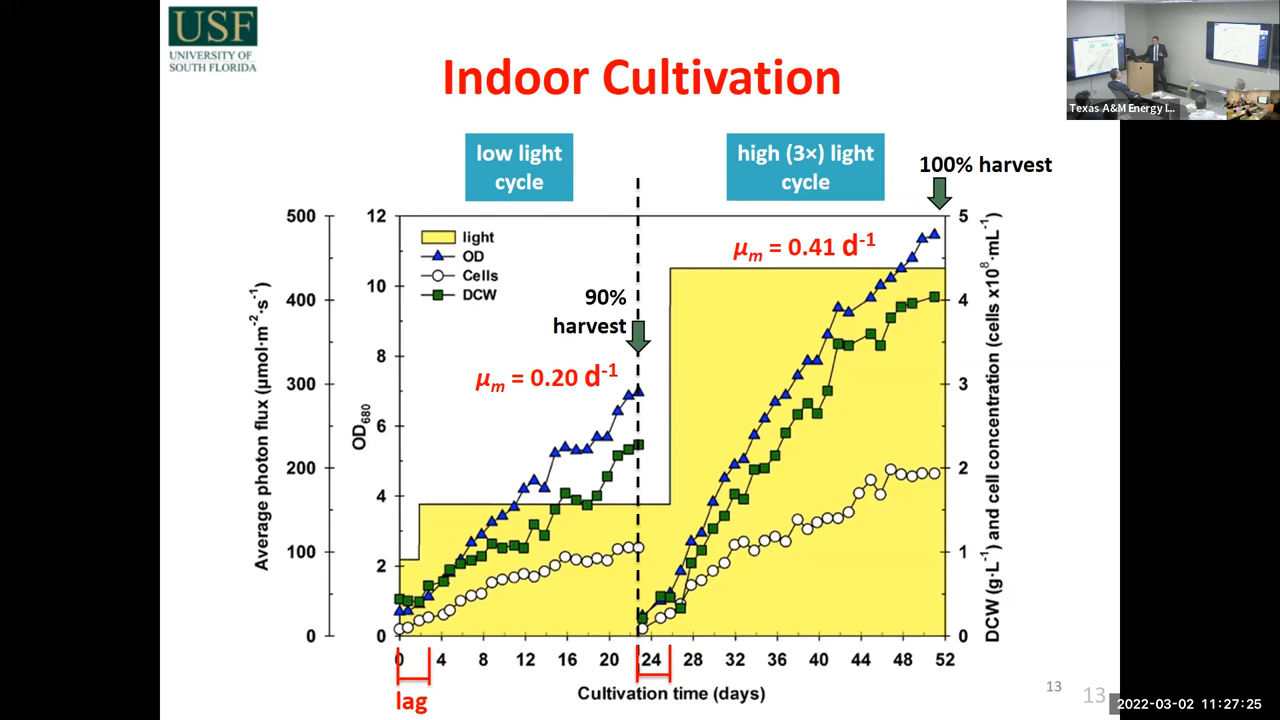 USF
UNIVERSITY OF
SOUTH FLORIDA
Indoor Cultivation
Texas A&M Energy I...
low light
cycle
high (3×) light
cycle
100% harvest
500
400
300
200
100
0
Average photon flux (µmol·m⁻²·s⁻¹)
12
10
8
6
4
2
0
OD₆₈₀
light
OD
Cells
DCW
90%
harvest
μₘ = 0.20 d⁻¹
μₘ = 0.41 d⁻¹
5
4
3
2
1
0
DCW (g·L⁻¹) and cell concentration (cells x10⁸·mL⁻¹)
0 4 8 12 16 20 24 28 32 36 40 44 48 52
lag
Cultivation time (days)
13
13
2022-03-02 11:27:25